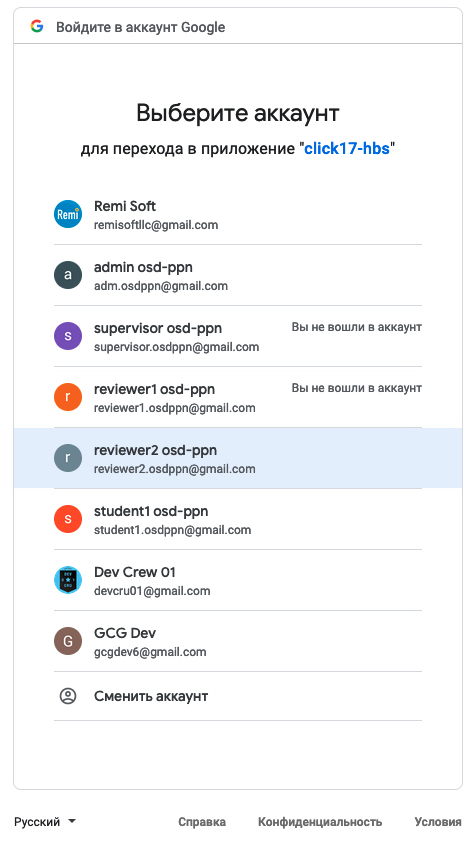 Войдите в аккаунт Google
Выберите аккаунт
для перехода в приложение "click17-hbs"
Remi
Remi Soft
remisoftllc@gmail.com
a
admin osd-ppn
adm.osdppn@gmail.com
s
supervisor osd-ppn
Вы не вошли в аккаунт
supervisor.osdppn@gmail.com
r
reviewer1 osd-ppn
Вы не вошли в аккаунт
reviewer1.osdppn@gmail.com
r
reviewer2 osd-ppn
reviewer2.osdppn@gmail.com
s
student1 osd-ppn
student1.osdppn@gmail.com
Dev Crew 01
devcru01@gmail.com
G
GCG Dev
gcgdev6@gmail.com
Сменить аккаунт
Русский
Справка
Конфиденциальность
Условия